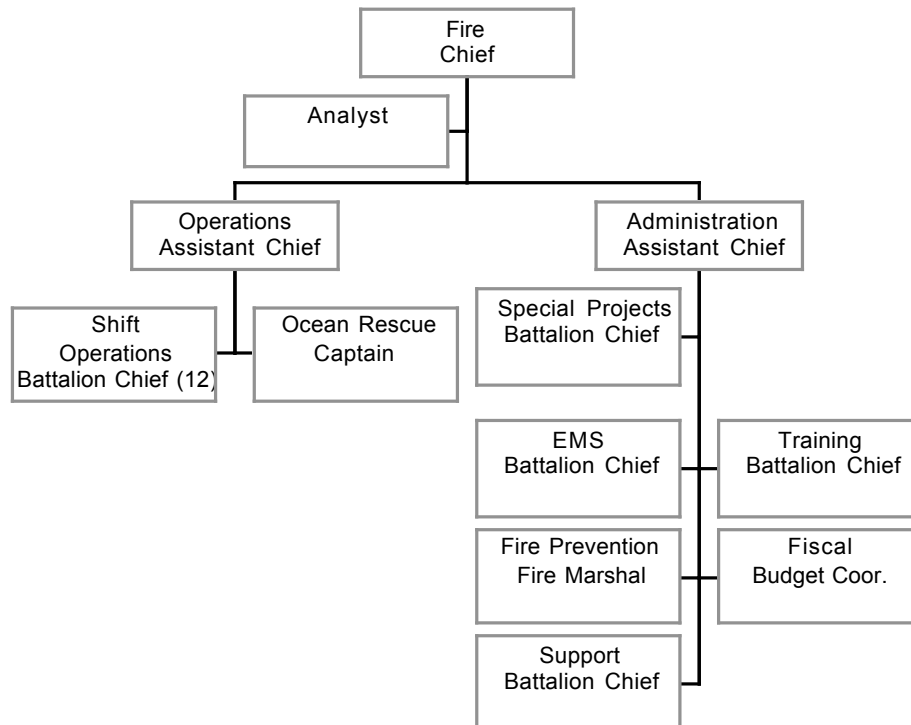 Fire
Chief
Analyst
Operations
Assistant Chief
Administration
Assistant Chief
Shift
Operations
Battalion Chief (12)
Ocean Rescue
Captain
Special Projects
Battalion Chief
EMS
Battalion Chief
Training
Battalion Chief
Fire Prevention
Fire Marshal
Fiscal
Budget Coor.
Support
Battalion Chief